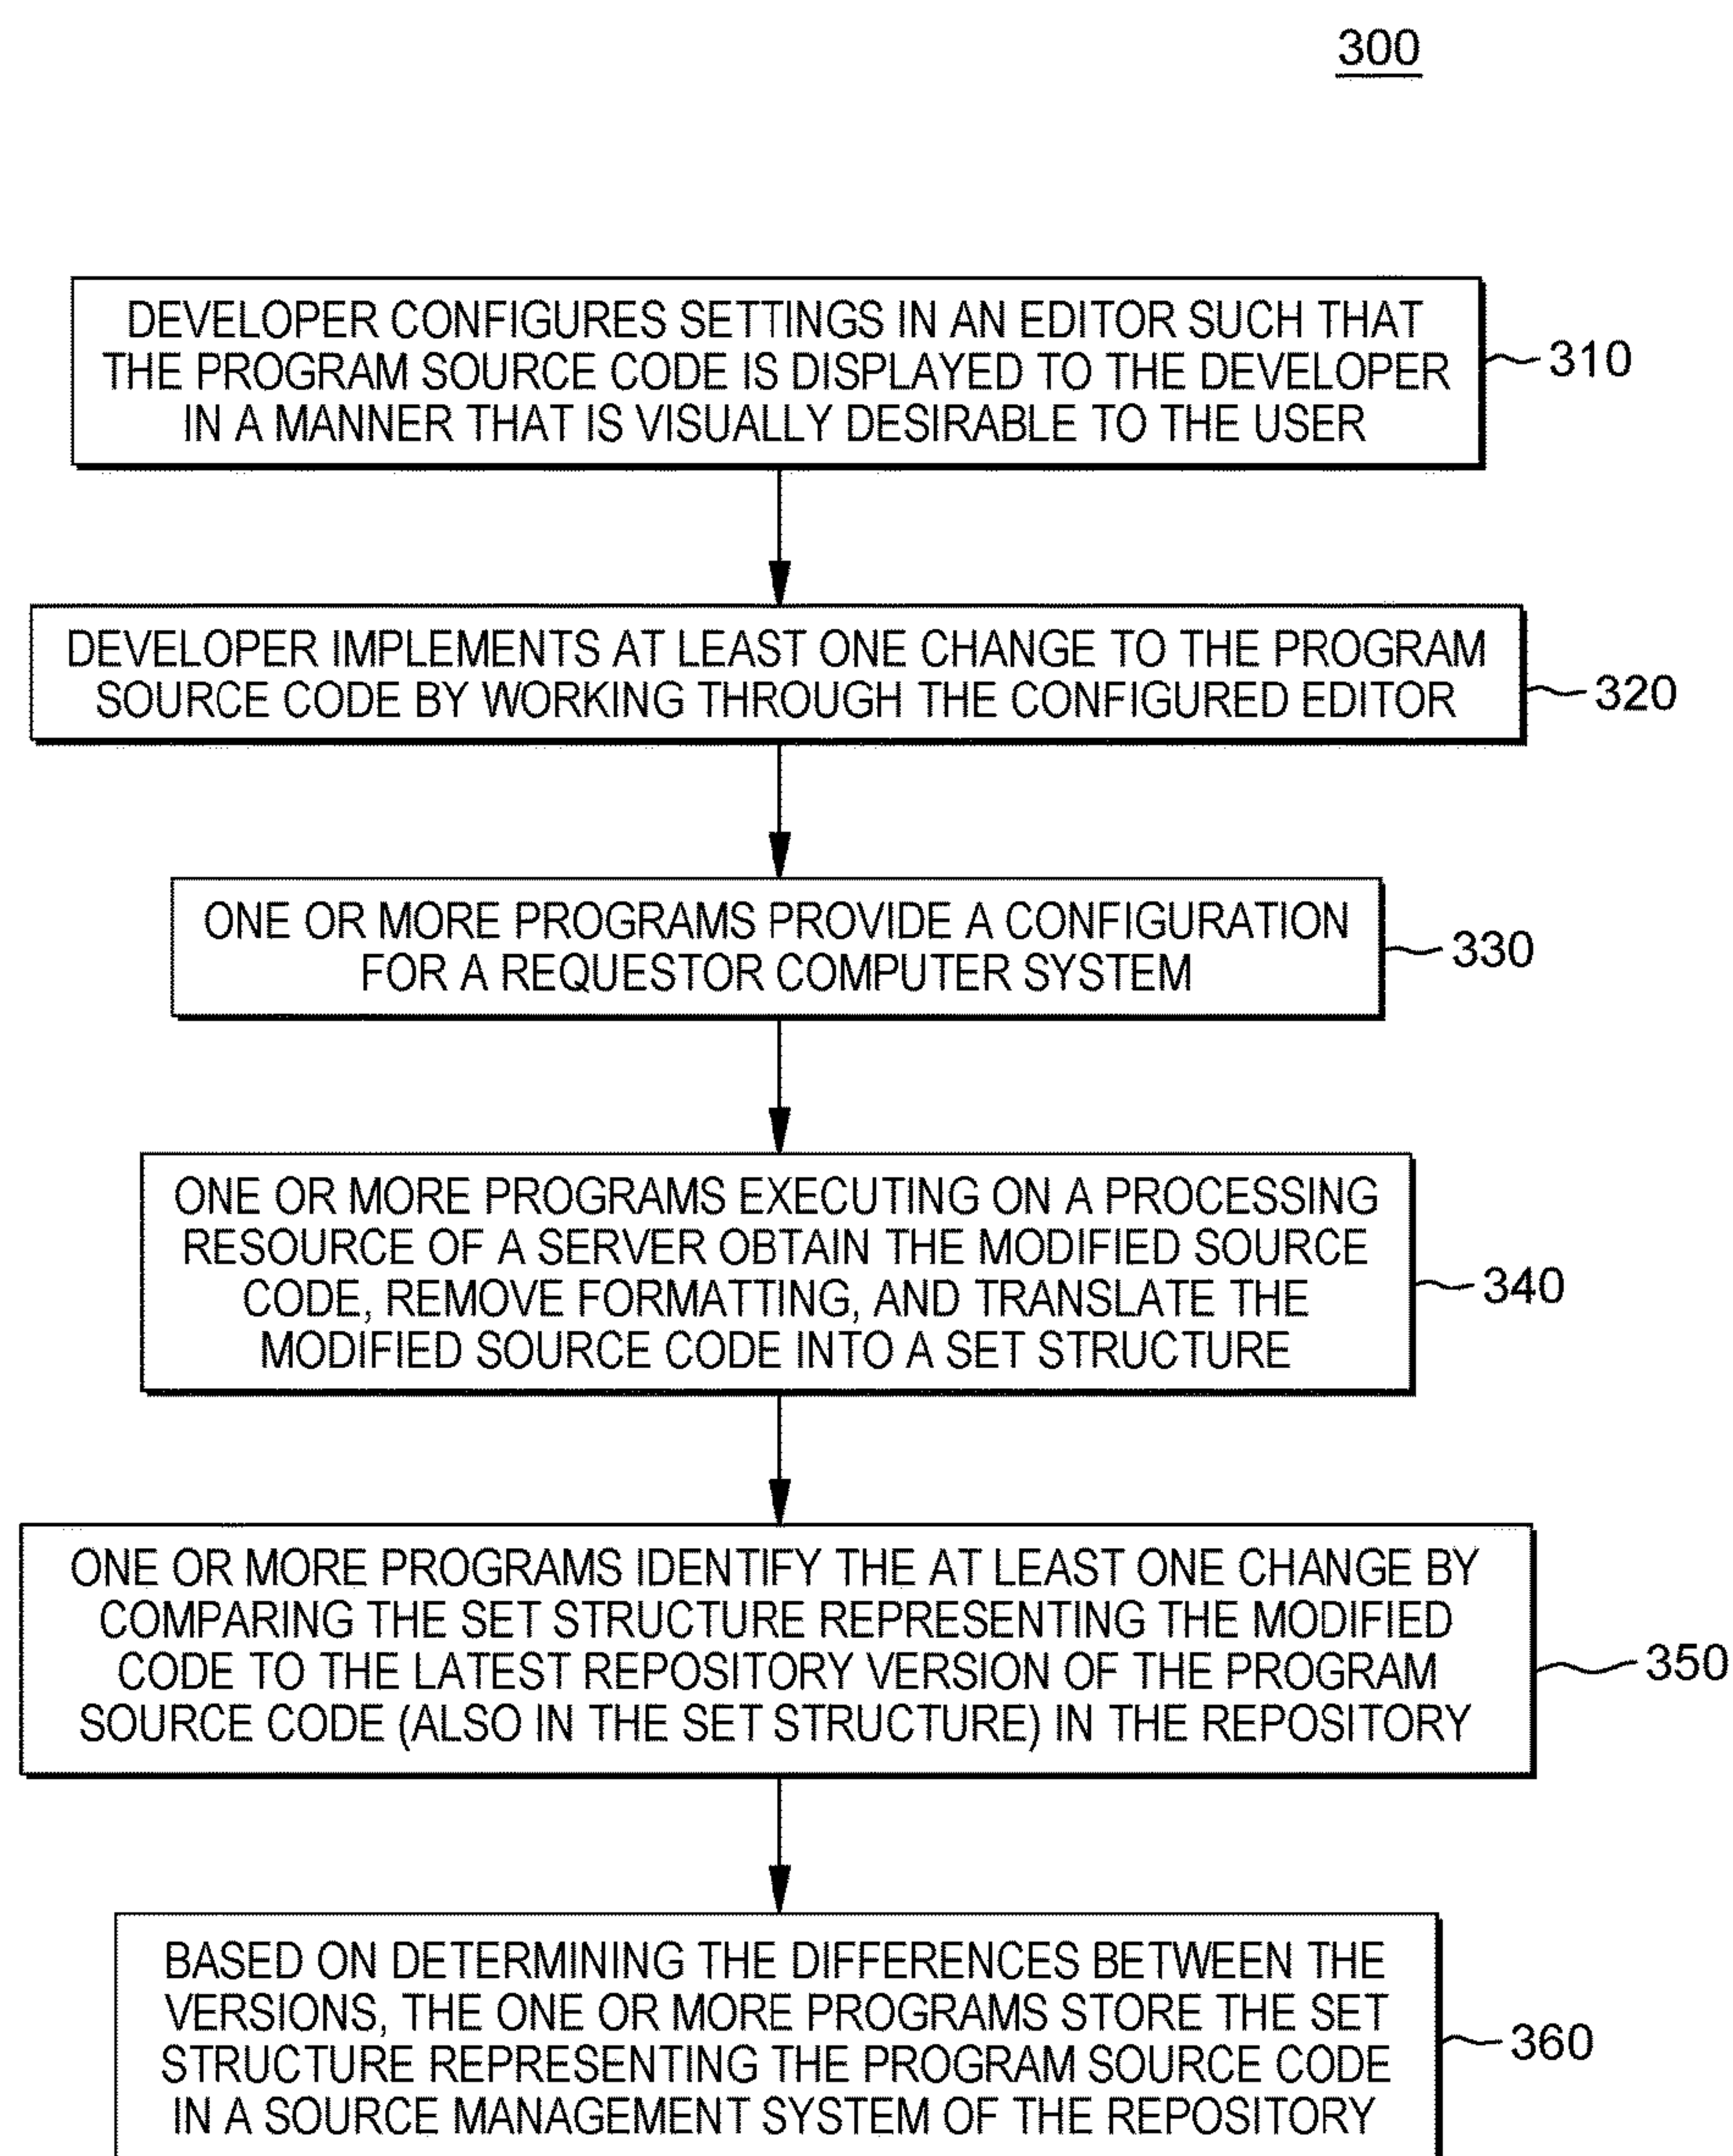 300
DEVELOPER CONFIGURES SETTINGS IN AN EDITOR SUCH THAT
THE PROGRAM SOURCE CODE IS DISPLAYED TO THE DEVELOPER
IN A MANNER THAT IS VISUALLY DESIRABLE TO THE USER
310
DEVELOPER IMPLEMENTS AT LEAST ONE CHANGE TO THE PROGRAM
SOURCE CODE BY WORKING THROUGH THE CONFIGURED EDITOR
320
ONE OR MORE PROGRAMS PROVIDE A CONFIGURATION
FOR A REQUESTOR COMPUTER SYSTEM
330
ONE OR MORE PROGRAMS EXECUTING ON A PROCESSING
RESOURCE OF A SERVER OBTAIN THE MODIFIED SOURCE
CODE, REMOVE FORMATTING, AND TRANSLATE THE
MODIFIED SOURCE CODE INTO A SET STRUCTURE
340
ONE OR MORE PROGRAMS IDENTIFY THE AT LEAST ONE CHANGE BY
COMPARING THE SET STRUCTURE REPRESENTING THE MODIFIED
CODE TO THE LATEST REPOSITORY VERSION OF THE PROGRAM
SOURCE CODE (ALSO IN THE SET STRUCTURE) IN THE REPOSITORY
350
BASED ON DETERMINING THE DIFFERENCES BETWEEN THE
VERSIONS, THE ONE OR MORE PROGRAMS STORE THE SET
STRUCTURE REPRESENTING THE PROGRAM SOURCE CODE
IN A SOURCE MANAGEMENT SYSTEM OF THE REPOSITORY
360